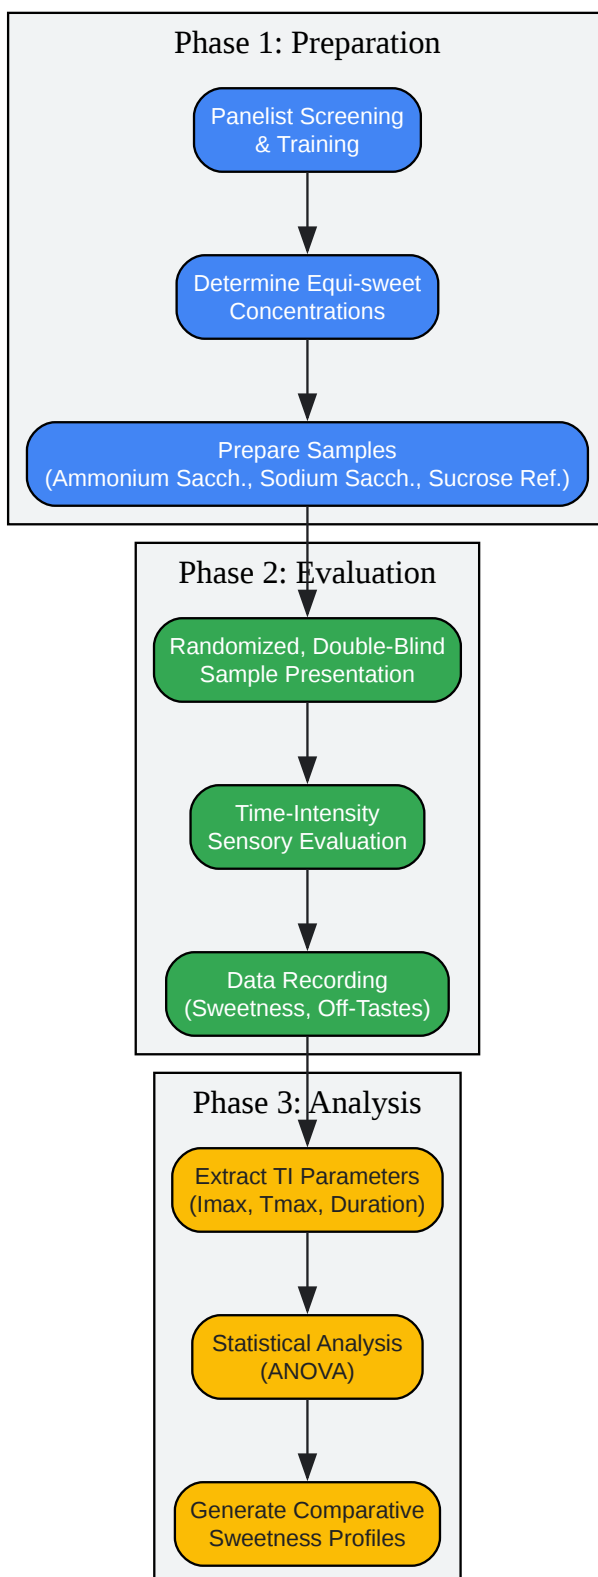 Phase 1: Preparation
Panelist Screening
& Training
Determine Equi-sweet
Concentrations
Prepare Samples
(Ammonium Sacch., Sodium Sacch., Sucrose Ref.)
Phase 2: Evaluation
Randomized, Double-Blind
Sample Presentation
Time-Intensity
Sensory Evaluation
Data Recording
(Sweetness, Off-Tastes)
Phase 3: Analysis
Extract TI Parameters
(Imax, Tmax, Duration)
Statistical Analysis
(ANOVA)
Generate Comparative
Sweetness Profiles